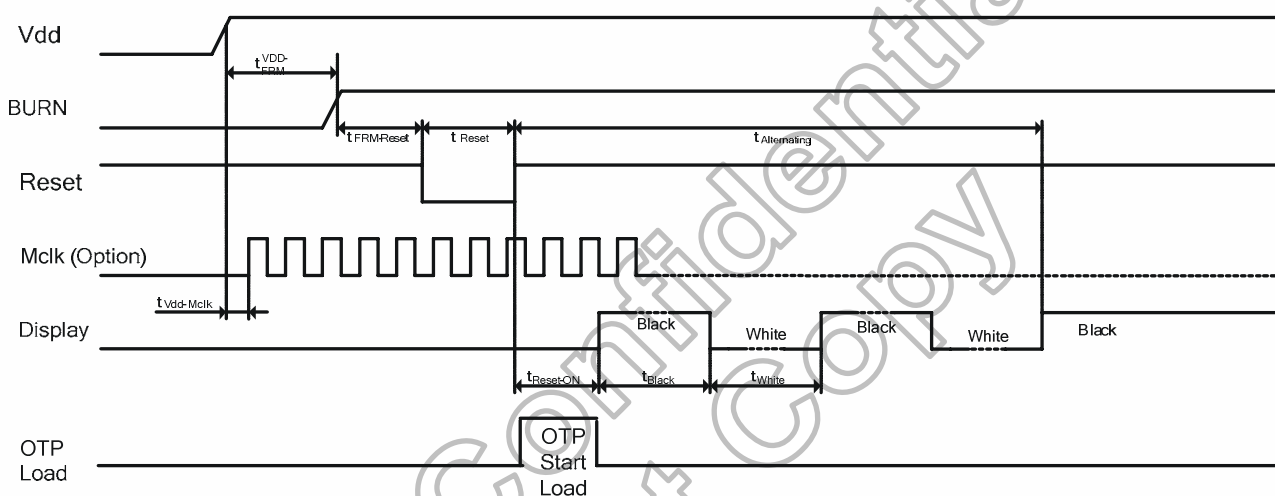 Vdd
t VDD-FRM
BURN
t FRM-Reset
t Reset
t Alternating
Reset
Mclk (Option)
t Vdd-Mclk
Display
Black
White
Black
White
Black
t Reset-ON
t Black
t White
OTP
Load
OTP
Start
Load
Confidential
t Copy